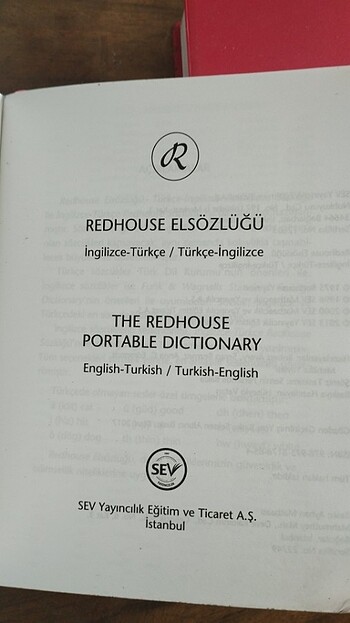 R
REDHOUSE ELSÖZLÜĞÜ
İngilizce-Türkçe / Türkçe-İngilizce
THE REDHOUSE
PORTABLE DICTIONARY
English-Turkish / Turkish-English
SEV
SEV Yayıncılık Eğitim ve Ticaret A.Ş.
İstanbul